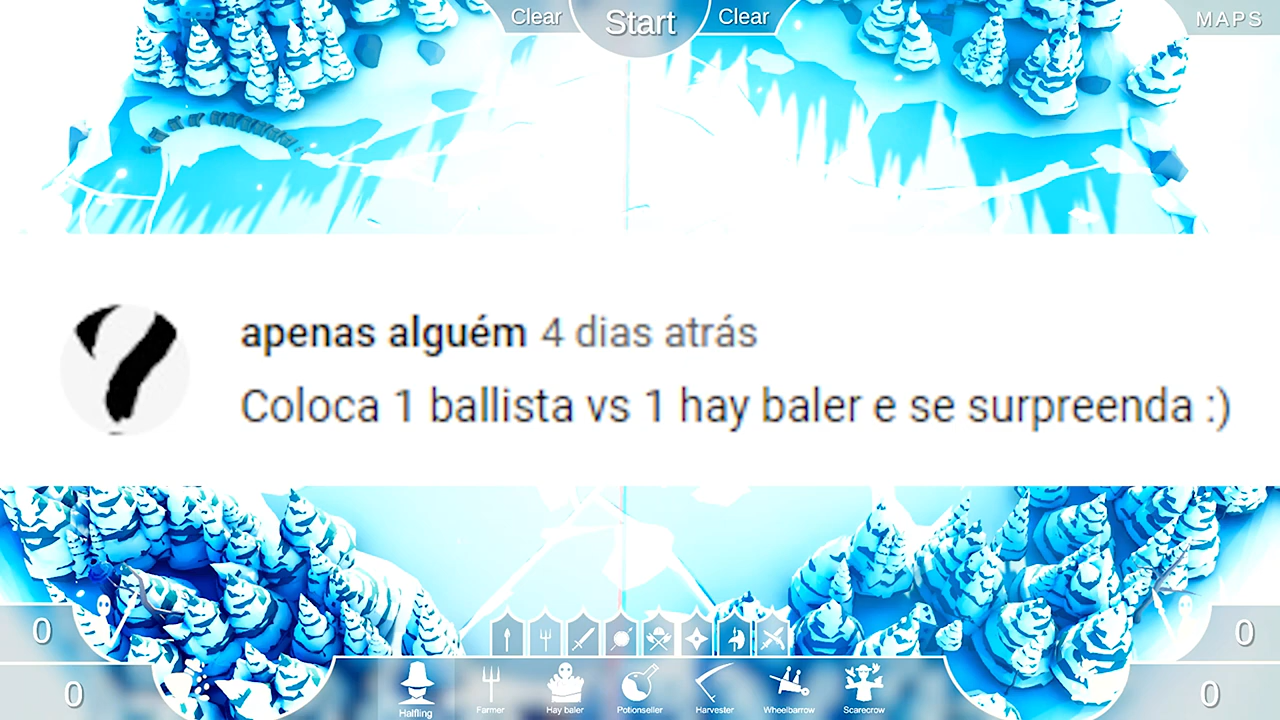 Clear Start Clear MAPS
apenas alguém 4 dias atrás
Coloca 1 ballista vs 1 hay baler e se surpreenda :)
0 0
0 0
Halfling Farmer Hay baler Potionseller Harvester Wheelbarrow Scarecrow